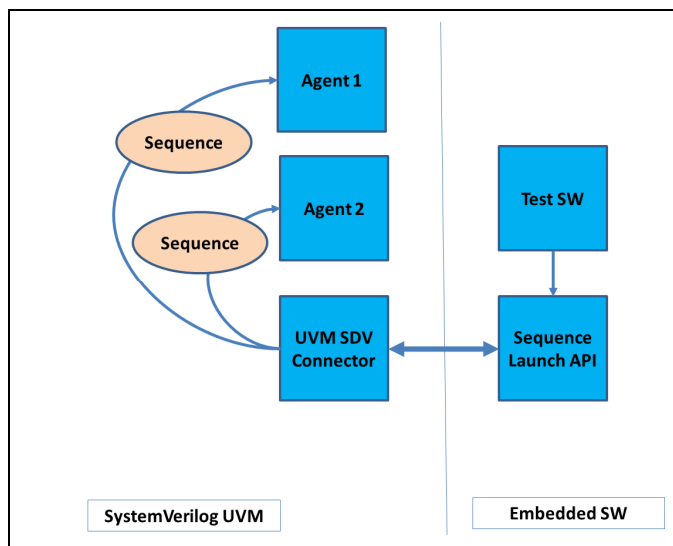 Agent 1
Sequence
Agent 2
Test SW
Sequence
UVM SDV
Connector
Sequence
Launch API
SystemVerilog UVM
Embedded SW